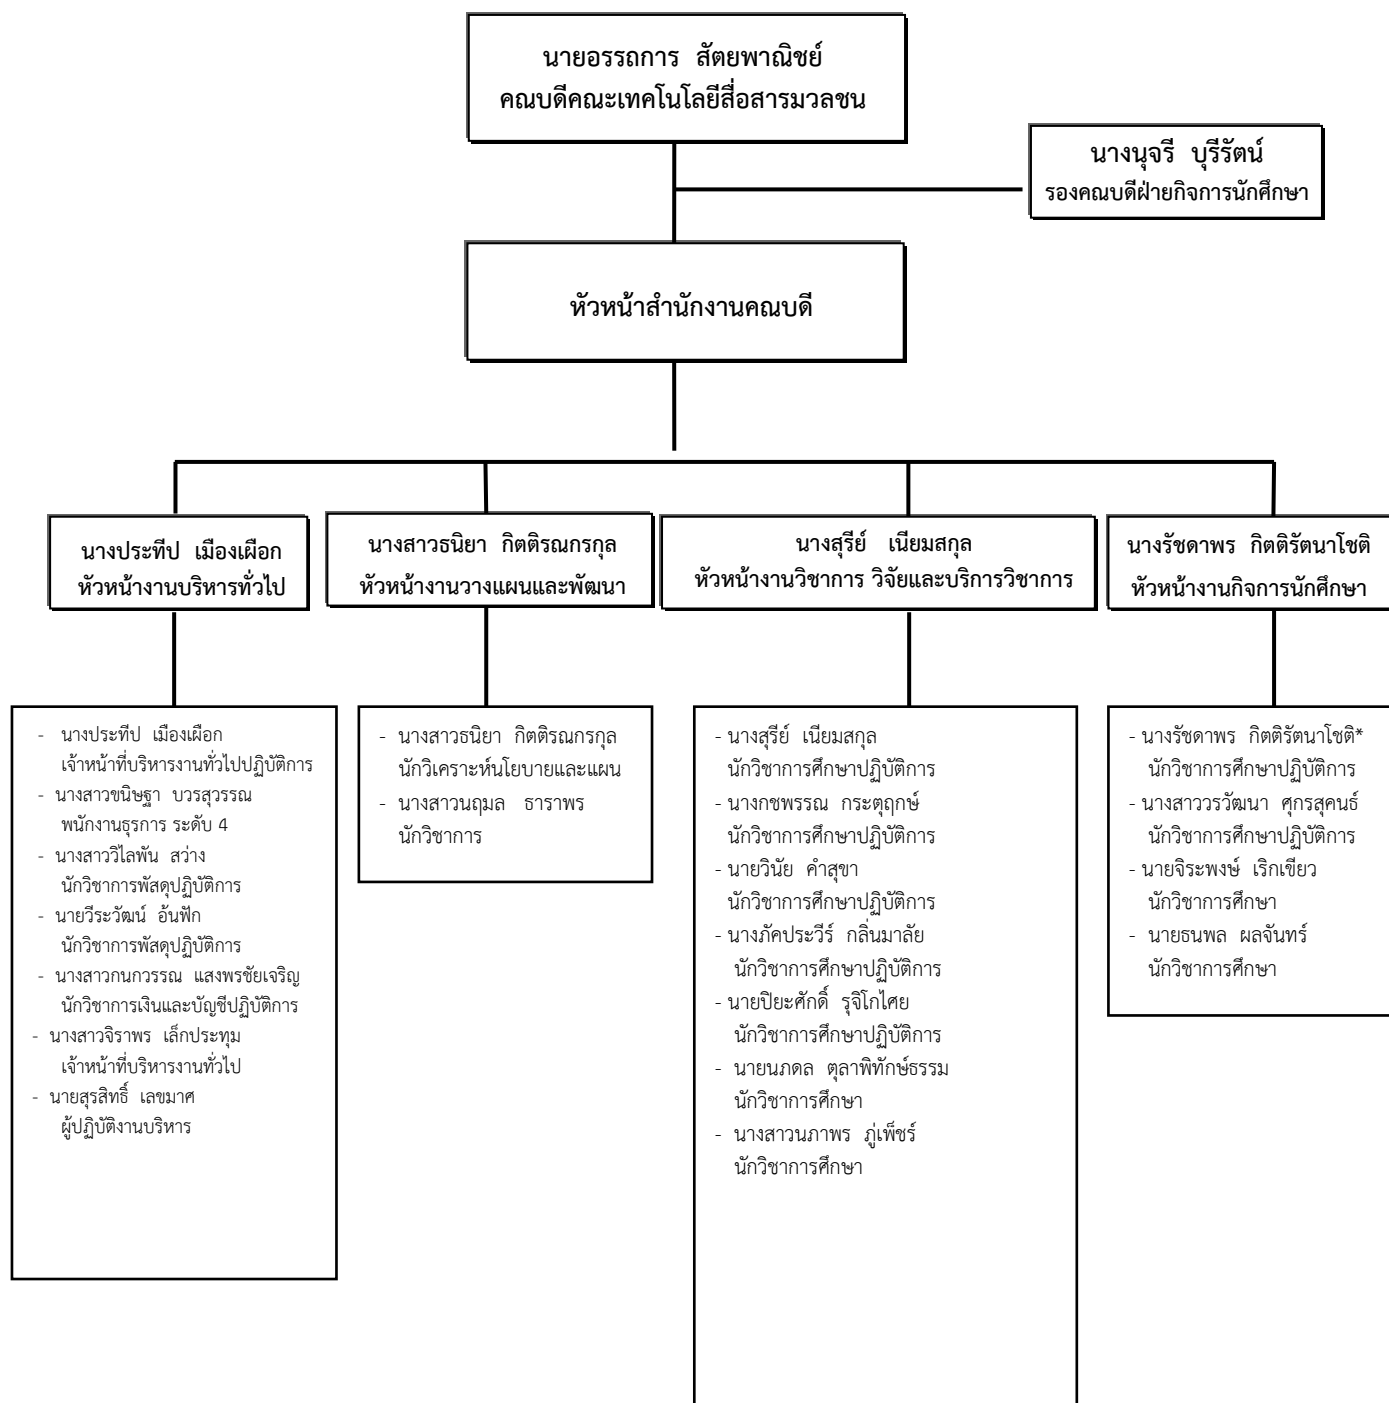 นายอรรถการ สัตยพาณิชย์
คณบดีคณะเทคโนโลยีสื่อสารมวลชน
นางนุจรี บุรีรัตน์
รองคณบดีฝ่ายกิจการนักศึกษา
หัวหน้าสำนักงานคณบดี
นางประทีป เมืองเผือก
หัวหน้างานบริหารทั่วไป
นางสาวธนิยา กิตติรณกรกุล
หัวหน้างานวางแผนและพัฒนา
นางสุรีย์ เนียมสกุล
หัวหน้างานวิชาการ วิจัยและบริการวิชาการ
นางรัชดาพร กิตติรัตนาโชติ
หัวหน้างานกิจการนักศึกษา
- นางประทีป เมืองเผือก
เจ้าหน้าที่บริหารงานทั่วไปปฏิบัติการ
- นางสาวขนิษฐา บวรสุวรรณ
พนักงานธุรการ ระดับ 4
- นางสาววิไลพัน สว่าง
นักวิชาการพัสดุปฏิบัติการ
- นายวีระวัฒน์ อ้นฟัก
นักวิชาการพัสดุปฏิบัติการ
- นางสาวกนกวรรณ แสงพรชัยเจริญ
นักวิชาการเงินและบัญชีปฏิบัติการ
- นางสาวจิราพร เล็กประทุม
เจ้าหน้าที่บริหารงานทั่วไป
- นายสุรสิทธิ์ เลขมาศ
ผู้ปฏิบัติงานบริหาร
- นางสาวธนิยา กิตติรณกรกุล
นักวิเคราะห์นโยบายและแผน
- นางสาวนฤมล ธาราพร
นักวิชาการ
- นางสุรีย์ เนียมสกุล
นักวิชาการศึกษาปฏิบัติการ
- นางกชพรรณ กระตุฤกษ์
นักวิชาการศึกษาปฏิบัติการ
- นายวินัย คำสุขา
นักวิชาการศึกษาปฏิบัติการ
- นางภัคประวีร์ กลิ่นมาลัย
นักวิชาการศึกษาปฏิบัติการ
- นายปิยะศักดิ์ รุจิโกไศย
นักวิชาการศึกษาปฏิบัติการ
- นายนภดล ตุลาพิทักษ์ธรรม
นักวิชาการศึกษา
- นางสาวนภาพร ภู่เพ็ชร์
นักวิชาการศึกษา
- นางรัชดาพร กิตติรัตนาโชติ*
นักวิชาการศึกษาปฏิบัติการ
- นางสาววรวัฒนา ศุกรสุคนธ์
นักวิชาการศึกษาปฏิบัติการ
- นายจิระพงษ์ เริกเขียว
นักวิชาการศึกษา
- นายธนพล ผลจันทร์
นักวิชาการศึกษา